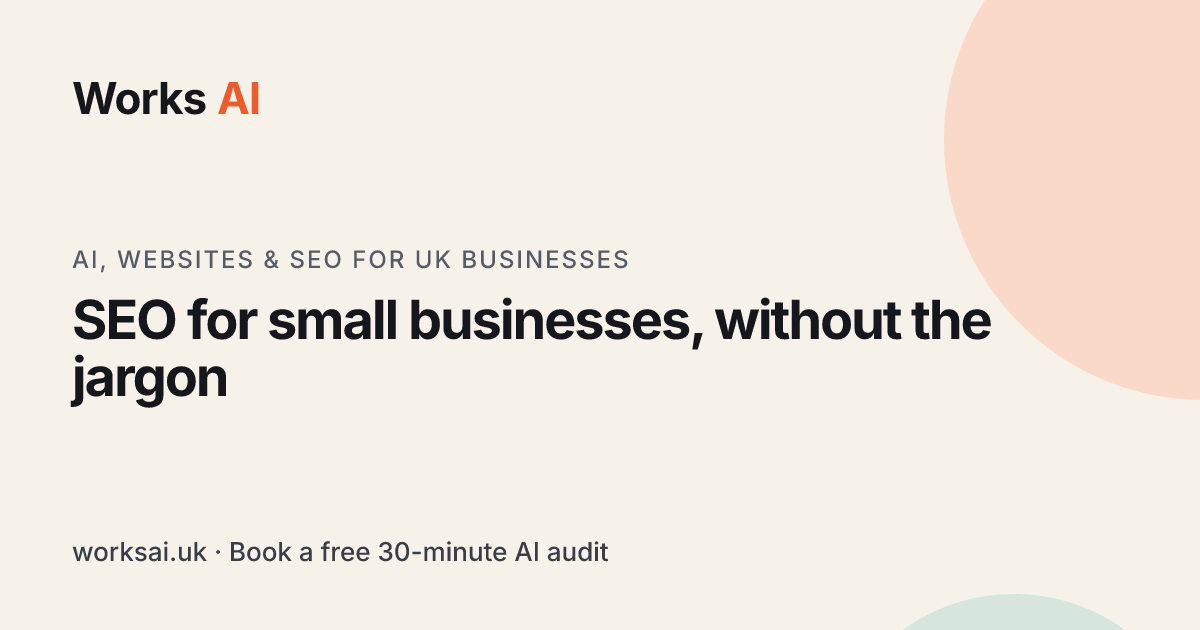 Works AI
AI, WEBSITES & SEO FOR UK BUSINESSES
SEO for small businesses, without the
jargon
worksai.uk · Book a free 30-minute AI audit